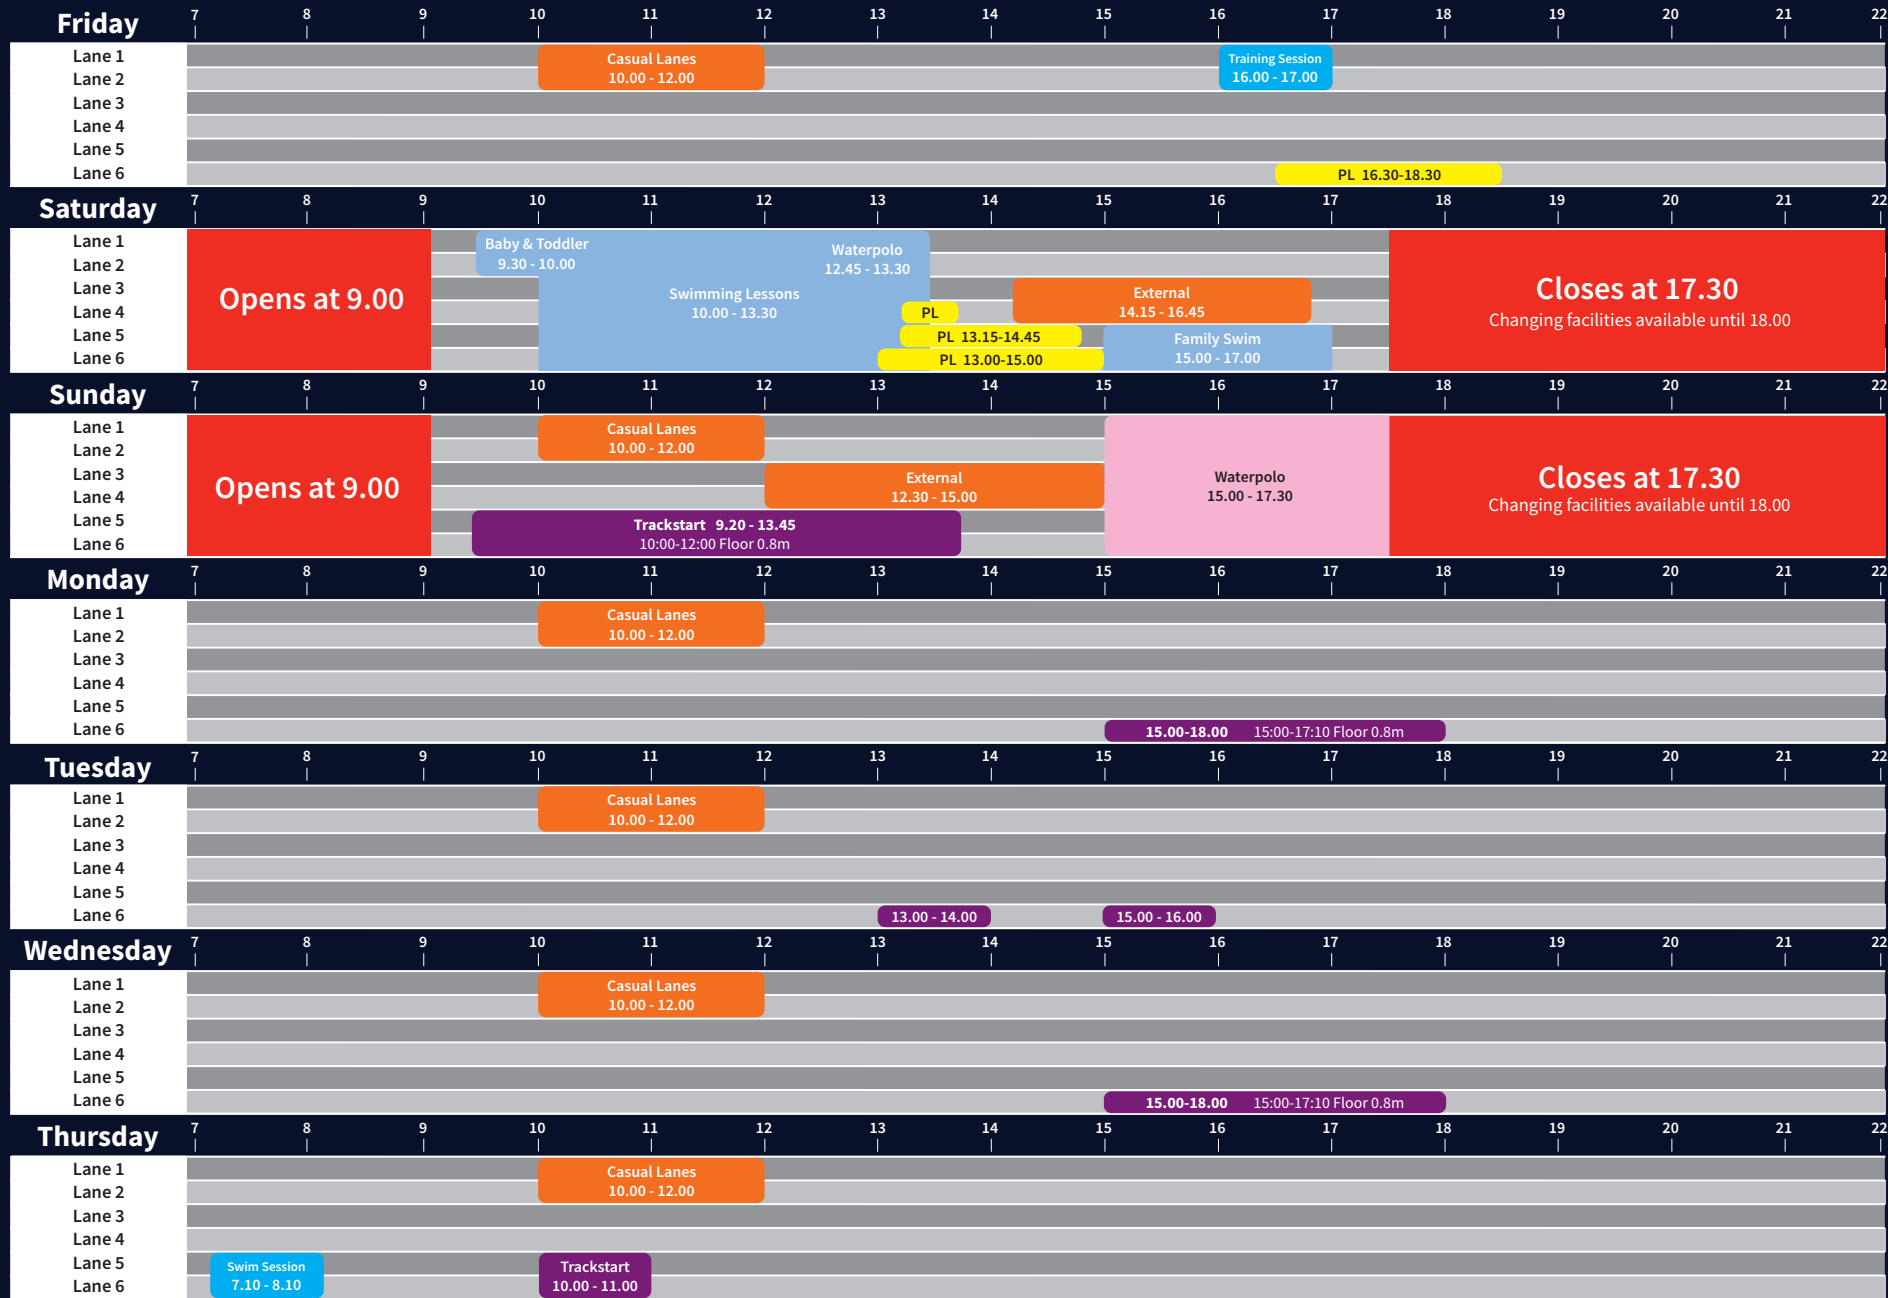 Friday
7 8 9 10 11 12 13 14 15 16 17 18 19 20 21 22
Lane 1
Lane 2
Lane 3
Lane 4
Lane 5
Lane 6
Casual Lanes
10.00 - 12.00
Training Session
16.00 - 17.00
PL 16.30-18.30
Saturday
7 8 9 10 11 12 13 14 15 16 17 18 19 20 21 22
Lane 1
Lane 2
Lane 3
Lane 4
Lane 5
Lane 6
Opens at 9.00
Baby & Toddler
9.30 - 10.00
Swimming Lessons
10.00 - 13.30
Waterpolo
12.45 - 13.30
PL
PL 13.15-14.45
PL 13.00-15.00
External
14.15 - 16.45
Family Swim
15.00 - 17.00
Closes at 17.30
Changing facilities available until 18.00
Sunday
7 8 9 10 11 12 13 14 15 16 17 18 19 20 21 22
Lane 1
Lane 2
Lane 3
Lane 4
Lane 5
Lane 6
Opens at 9.00
Casual Lanes
10.00 - 12.00
External
12.30 - 15.00
Trackstart 9.20 - 13.45
10:00-12:00 Floor 0.8m
Waterpolo
15.00 - 17.30
Closes at 17.30
Changing facilities available until 18.00
Monday
7 8 9 10 11 12 13 14 15 16 17 18 19 20 21 22
Lane 1
Lane 2
Lane 3
Lane 4
Lane 5
Lane 6
Casual Lanes
10.00 - 12.00
15.00-18.00 15:00-17:10 Floor 0.8m
Tuesday
7 8 9 10 11 12 13 14 15 16 17 18 19 20 21 22
Lane 1
Lane 2
Lane 3
Lane 4
Lane 5
Lane 6
Casual Lanes
10.00 - 12.00
13.00 - 14.00
15.00 - 16.00
Wednesday
7 8 9 10 11 12 13 14 15 16 17 18 19 20 21 22
Lane 1
Lane 2
Lane 3
Lane 4
Lane 5
Lane 6
Casual Lanes
10.00 - 12.00
15.00-18.00 15:00-17:10 Floor 0.8m
Thursday
7 8 9 10 11 12 13 14 15 16 17 18 19 20 21 22
Lane 1
Lane 2
Lane 3
Lane 4
Lane 5
Lane 6
Casual Lanes
10.00 - 12.00
Swim Session
7.10 - 8.10
Trackstart
10.00 - 11.00